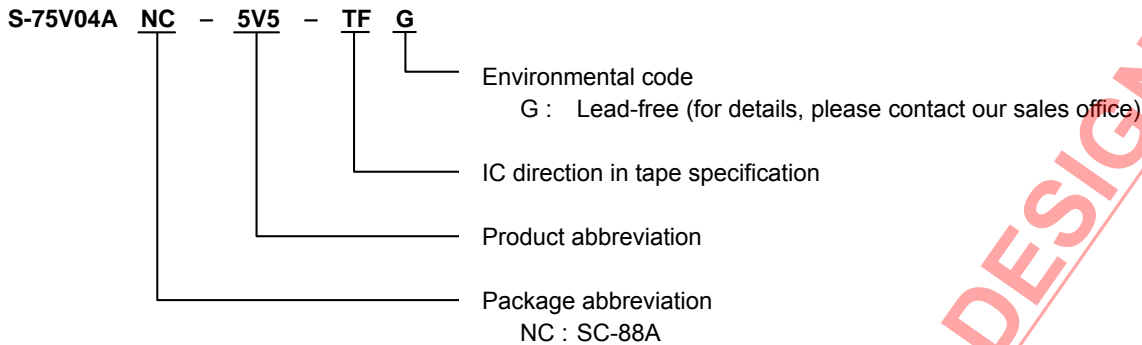 S-75V04A NC – 5V5 – TF G
Environmental code
G : Lead-free (for details, please contact our sales office)
IC direction in tape specification
Product abbreviation
Package abbreviation
NC : SC-88A
DESIGN